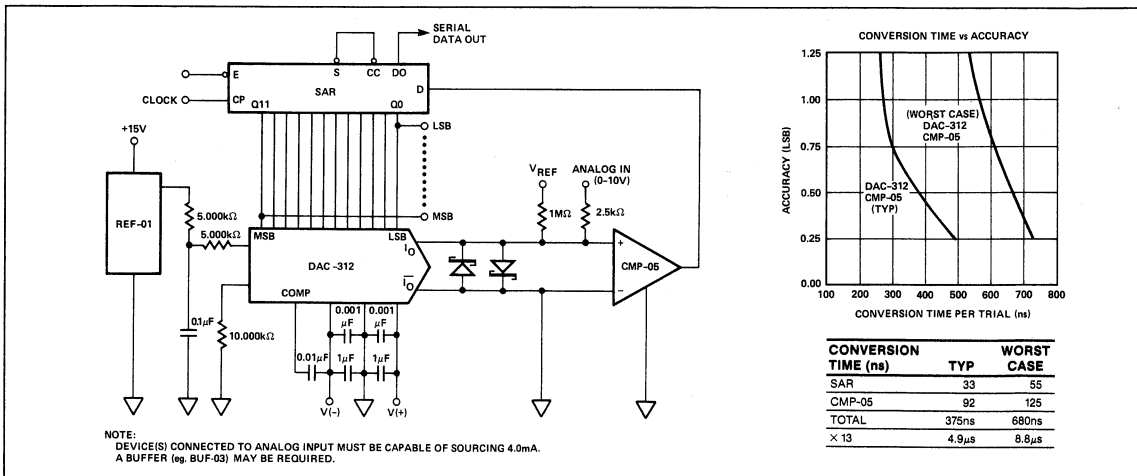 SERIAL
DATA OUT
E
S
CC
DO
SAR
D
CLOCK
CP
Q11
Q0
LSB
+15V
REF-01
5.000kΩ
5.000kΩ
MSB
MSB
LSB
DAC -312
COMP
I_O
I̅_O
V_REF
ANALOG IN
(0–10V)
1MΩ
2.5kΩ
+
−
CMP-05
0.1µF
10.000kΩ
0.001
µF
0.001
µF
0.01µF
1µF
1µF
V(-)
V(+)
NOTE:
DEVICE(S) CONNECTED TO ANALOG INPUT MUST BE CAPABLE OF SOURCING 4.0mA.
A BUFFER (eg. BUF-03) MAY BE REQUIRED.
CONVERSION TIME vs ACCURACY
ACCURACY (LSB)
1.25
1.00
0.75
0.50
0.25
0.00
(WORST CASE)
DAC-312
CMP-05
DAC-312
CMP-05
(TYP)
100 200 300 400 500 600 700 800
CONVERSION TIME PER TRIAL (ns)
CONVERSION TIME (ns) TYP WORST CASE
SAR 33 55
CMP-05 92 125
TOTAL 375ns 680ns
× 13 4.9µs 8.8µs